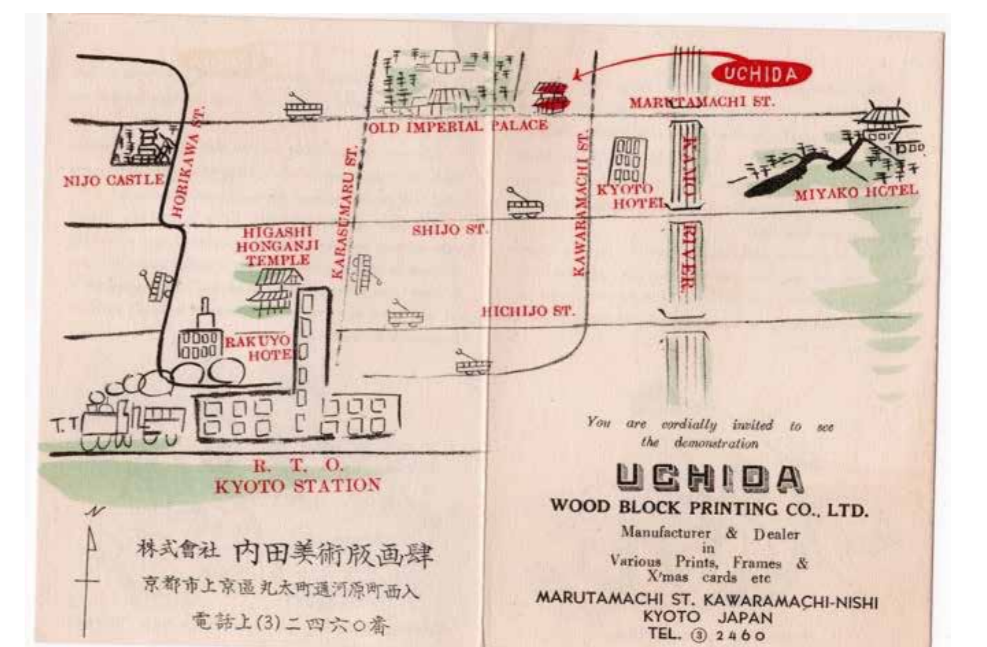 UCHIDA
MARUTAMACHI ST.
OLD IMPERIAL PALACE
HORIKAWA ST.
NIJO CASTLE
KARASUMARU ST.
KAWARAMACHI ST.
KYOTO
HOTEL
KAMO
RIVER
MIYAKO HOTEL
SHIJO ST.
HIGASHI
HONGANJI
TEMPLE
HICHIJO ST.
RAKUYO
HOTEL
T.T
R. T. O.
KYOTO STATION
N
株式會社 内田美術版画肆
京都市上京區丸太町通河原町西入
電話上(3)二四六〇番
You are cordially invited to see
the demonstration
UCHIDA
WOOD BLOCK PRINTING CO., LTD.
Manufacturer & Dealer
in
Various Prints, Frames &
X'mas cards etc
MARUTAMACHI ST. KAWARAMACHI-NISHI
KYOTO JAPAN
TEL. ③ 2460